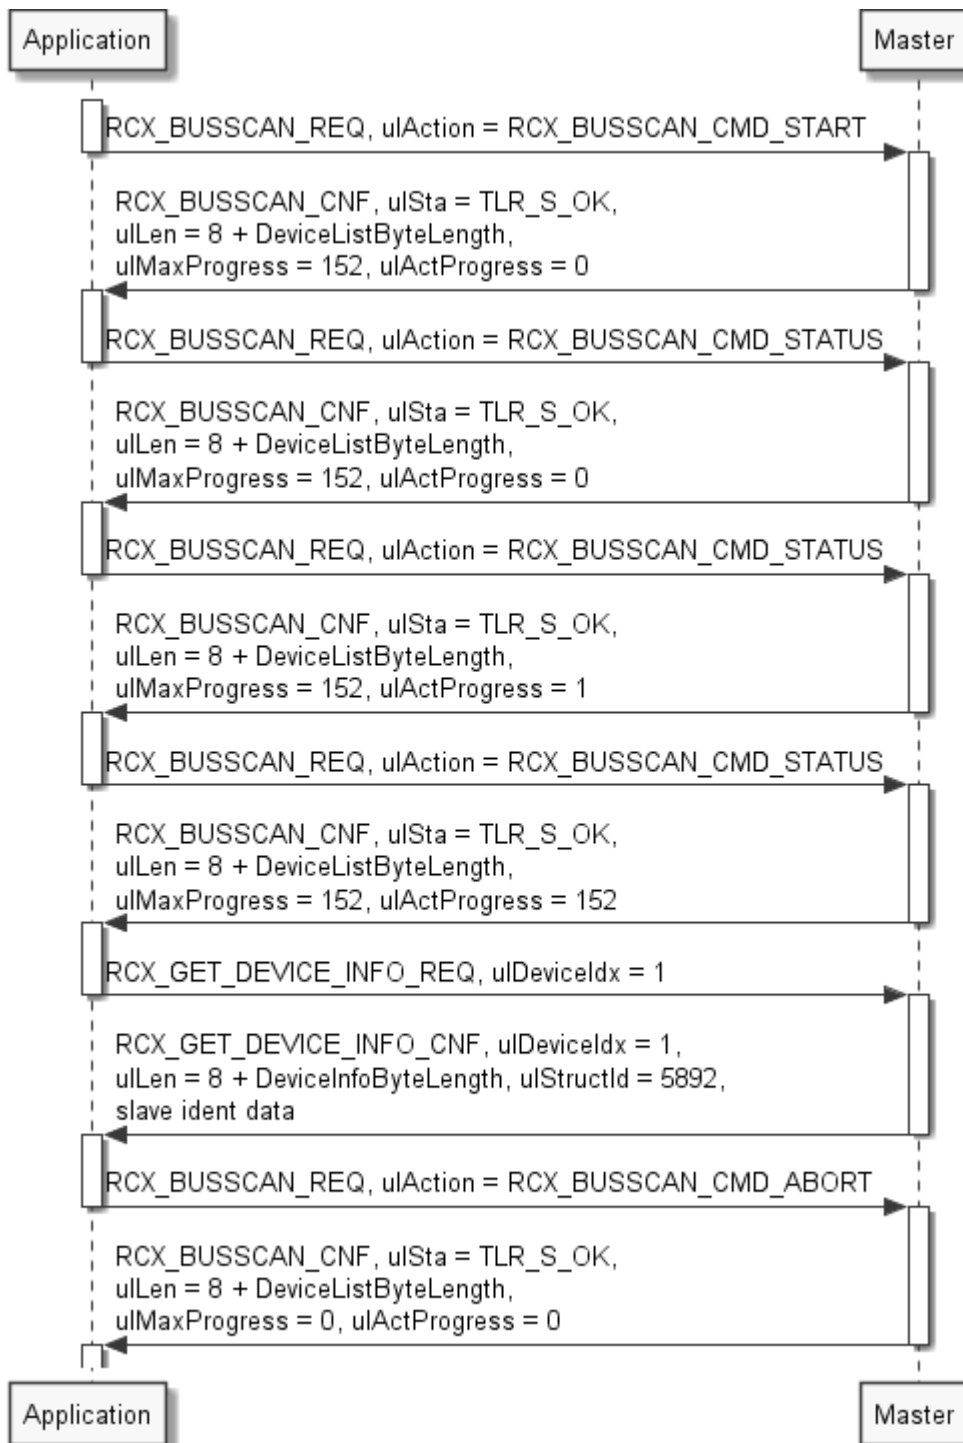 Application Master
RCX_BUSSCAN_REQ, ulAction = RCX_BUSSCAN_CMD_START
RCX_BUSSCAN_CNF, ulSta = TLR_S_OK,
ulLen = 8 + DeviceListByteLength,
ulMaxProgress = 152, ulActProgress = 0
RCX_BUSSCAN_REQ, ulAction = RCX_BUSSCAN_CMD_STATUS
RCX_BUSSCAN_CNF, ulSta = TLR_S_OK,
ulLen = 8 + DeviceListByteLength,
ulMaxProgress = 152, ulActProgress = 0
RCX_BUSSCAN_REQ, ulAction = RCX_BUSSCAN_CMD_STATUS
RCX_BUSSCAN_CNF, ulSta = TLR_S_OK,
ulLen = 8 + DeviceListByteLength,
ulMaxProgress = 152, ulActProgress = 1
RCX_BUSSCAN_REQ, ulAction = RCX_BUSSCAN_CMD_STATUS
RCX_BUSSCAN_CNF, ulSta = TLR_S_OK,
ulLen = 8 + DeviceListByteLength,
ulMaxProgress = 152, ulActProgress = 152
RCX_GET_DEVICE_INFO_REQ, ulDeviceIdx = 1
RCX_GET_DEVICE_INFO_CNF, ulDeviceIdx = 1,
ulLen = 8 + DeviceInfoByteLength, ulStructId = 5892,
slave ident data
RCX_BUSSCAN_REQ, ulAction = RCX_BUSSCAN_CMD_ABORT
RCX_BUSSCAN_CNF, ulSta = TLR_S_OK,
ulLen = 8 + DeviceListByteLength,
ulMaxProgress = 0, ulActProgress = 0
Application Master